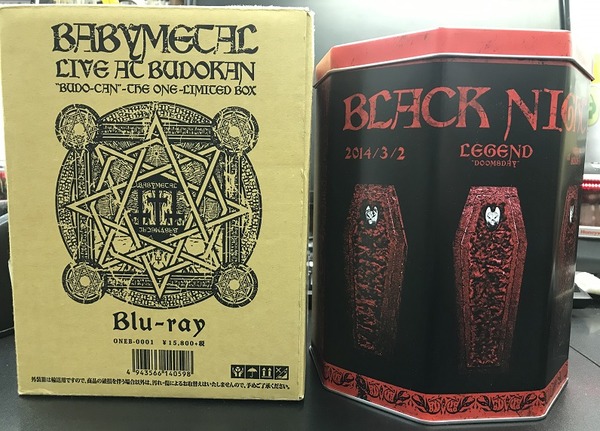 BABYMETAL
LIVE AT BUDOKAN
"BUDO-CAN"-THE ONE-LIMITED BOX
BABYMETAL
Blu-ray
ONEB-0001 ¥15,800+税
4 943566 140598
外装箱は輸送用ですので、商品の破損を伴う場合以外は、汚れ・傷によるお取替えはいたしませんので、予めご了承ください。
BLACK NIG
2014/3/2
LEGEND
"DOOMSDAY"